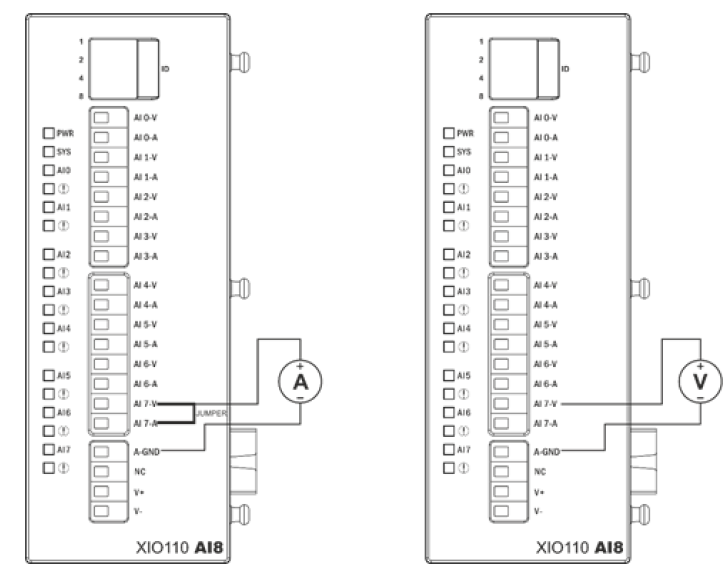 1
2
ID
4
8
AI 0-V
PWR
AI 0-A
SYS
AI 1-V
AI0
AI 1-A
!
AI 2-V
AI1
AI 2-A
!
AI 3-V
AI2
AI 3-A
!
AI3
AI 4-V
!
AI 4-A
AI4
AI 5-V
!
AI 5-A
AI 6-V
AI5
AI 6-A
!
AI 7-V
AI6
JUMPER
AI 7-A
!
AI7
A-GND
!
NC
V+
V-
+
A
−
XIO110 AI8
1
2
ID
4
8
AI 0-V
PWR
AI 0-A
SYS
AI 1-V
AI0
AI 1-A
!
AI 2-V
AI1
AI 2-A
!
AI 3-V
AI2
AI 3-A
!
AI3
AI 4-V
!
AI 4-A
AI4
AI 5-V
!
AI 5-A
AI 6-V
AI5
AI 6-A
!
AI 7-V
AI6
AI 7-A
!
AI7
A-GND
!
NC
V+
V-
+
V
−
XIO110 AI8